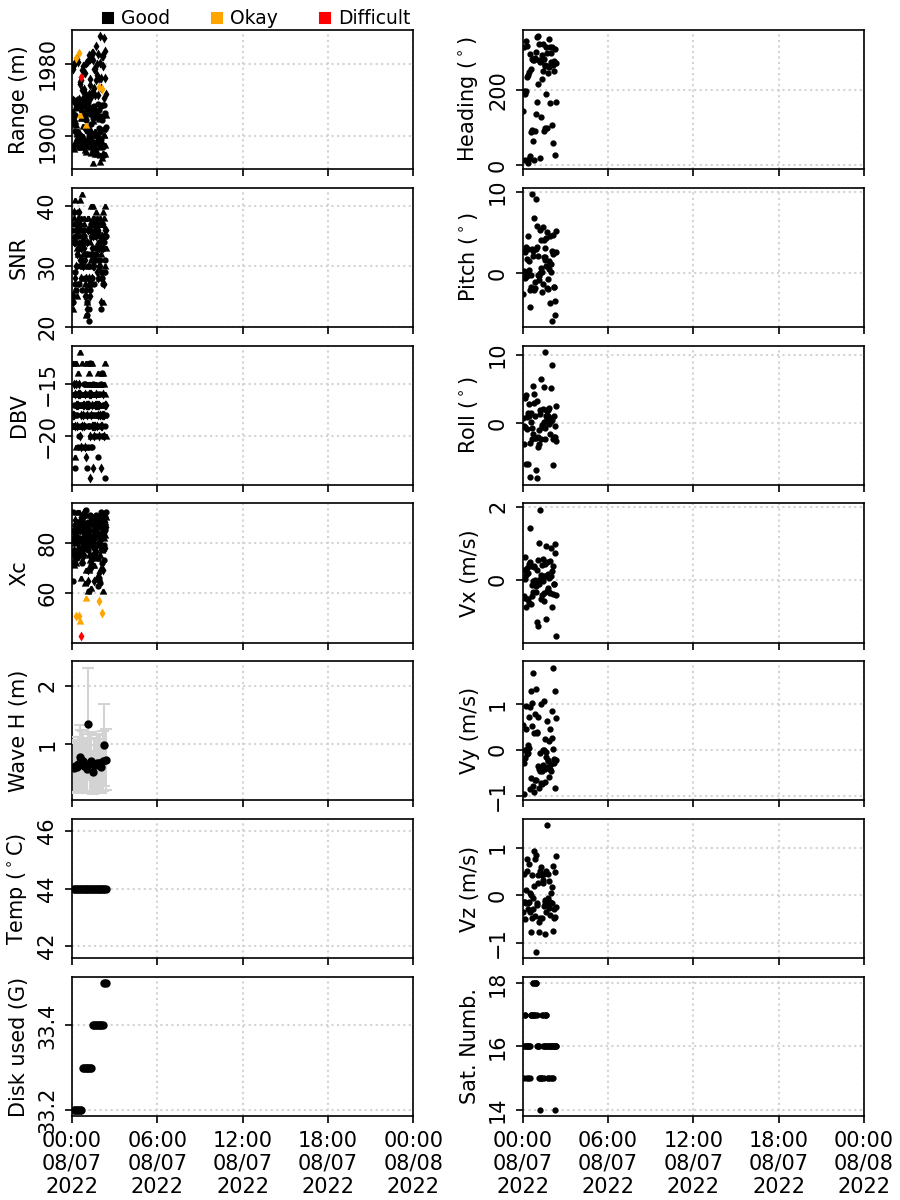 Good Okay Difficult
Range (m)
1980
1900
Heading (°)
200
0
SNR
40
30
20
Pitch (°)
10
0
DBV
−15
−20
Roll (°)
10
0
Xc
80
60
Vx (m/s)
2
0
Wave H (m)
2
1
Vy (m/s)
1
0
−1
Temp (°C)
46
44
42
Vz (m/s)
1
0
−1
Disk used (G)
33.4
33.2
Sat. Numb.
18
16
14
00:00 06:00 12:00 18:00 00:00
08/07 08/07 08/07 08/07 08/08
2022 2022 2022 2022 2022
00:00 06:00 12:00 18:00 00:00
08/07 08/07 08/07 08/07 08/08
2022 2022 2022 2022 2022